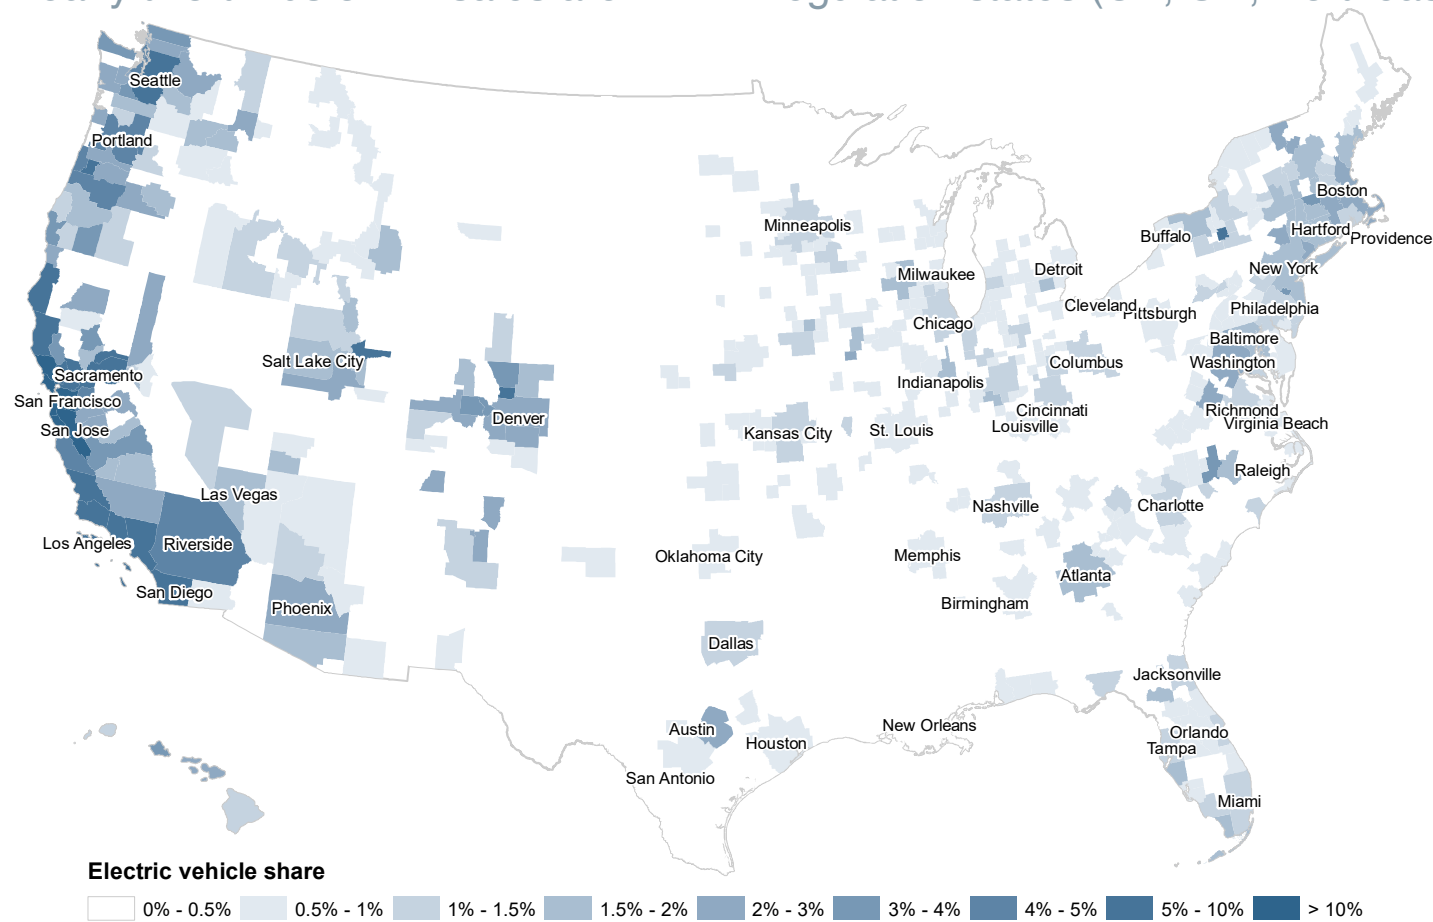 Seattle
Portland
Minneapolis
Boston
Buffalo
Hartford
Providence
New York
Milwaukee
Detroit
Cleveland
Pittsburgh
Philadelphia
Chicago
Baltimore
Salt Lake City
Columbus
Washington
Sacramento
Indianapolis
San Francisco
Cincinnati
Richmond
Denver
Louisville
Virginia Beach
San Jose
Kansas City
St. Louis
Raleigh
Las Vegas
Nashville
Charlotte
Los Angeles
Riverside
Oklahoma City
Memphis
Atlanta
San Diego
Phoenix
Birmingham
Dallas
Jacksonville
Austin
New Orleans
Orlando
Houston
Tampa
San Antonio
Miami
Electric vehicle share
0% - 0.5% 0.5% - 1% 1% - 1.5% 1.5% - 2% 2% - 3% 3% - 4% 4% - 5% 5% - 10% > 10%